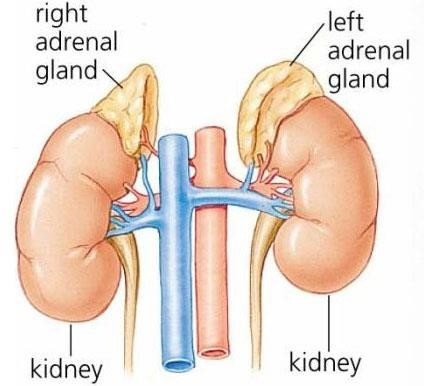 right
adrenal
gland
left
adrenal
gland
kidney
kidney